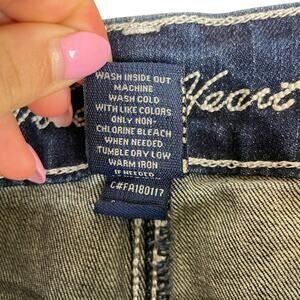 WASH INSIDE OUT
MACHINE
WASH COLD
WITH LIKE COLORS
ONLY NON-
CHLORINE BLEACH
WHEN NEEDED
TUMBLE DRY LOW
WARM IRON
IF NEEDED
C#FA180117